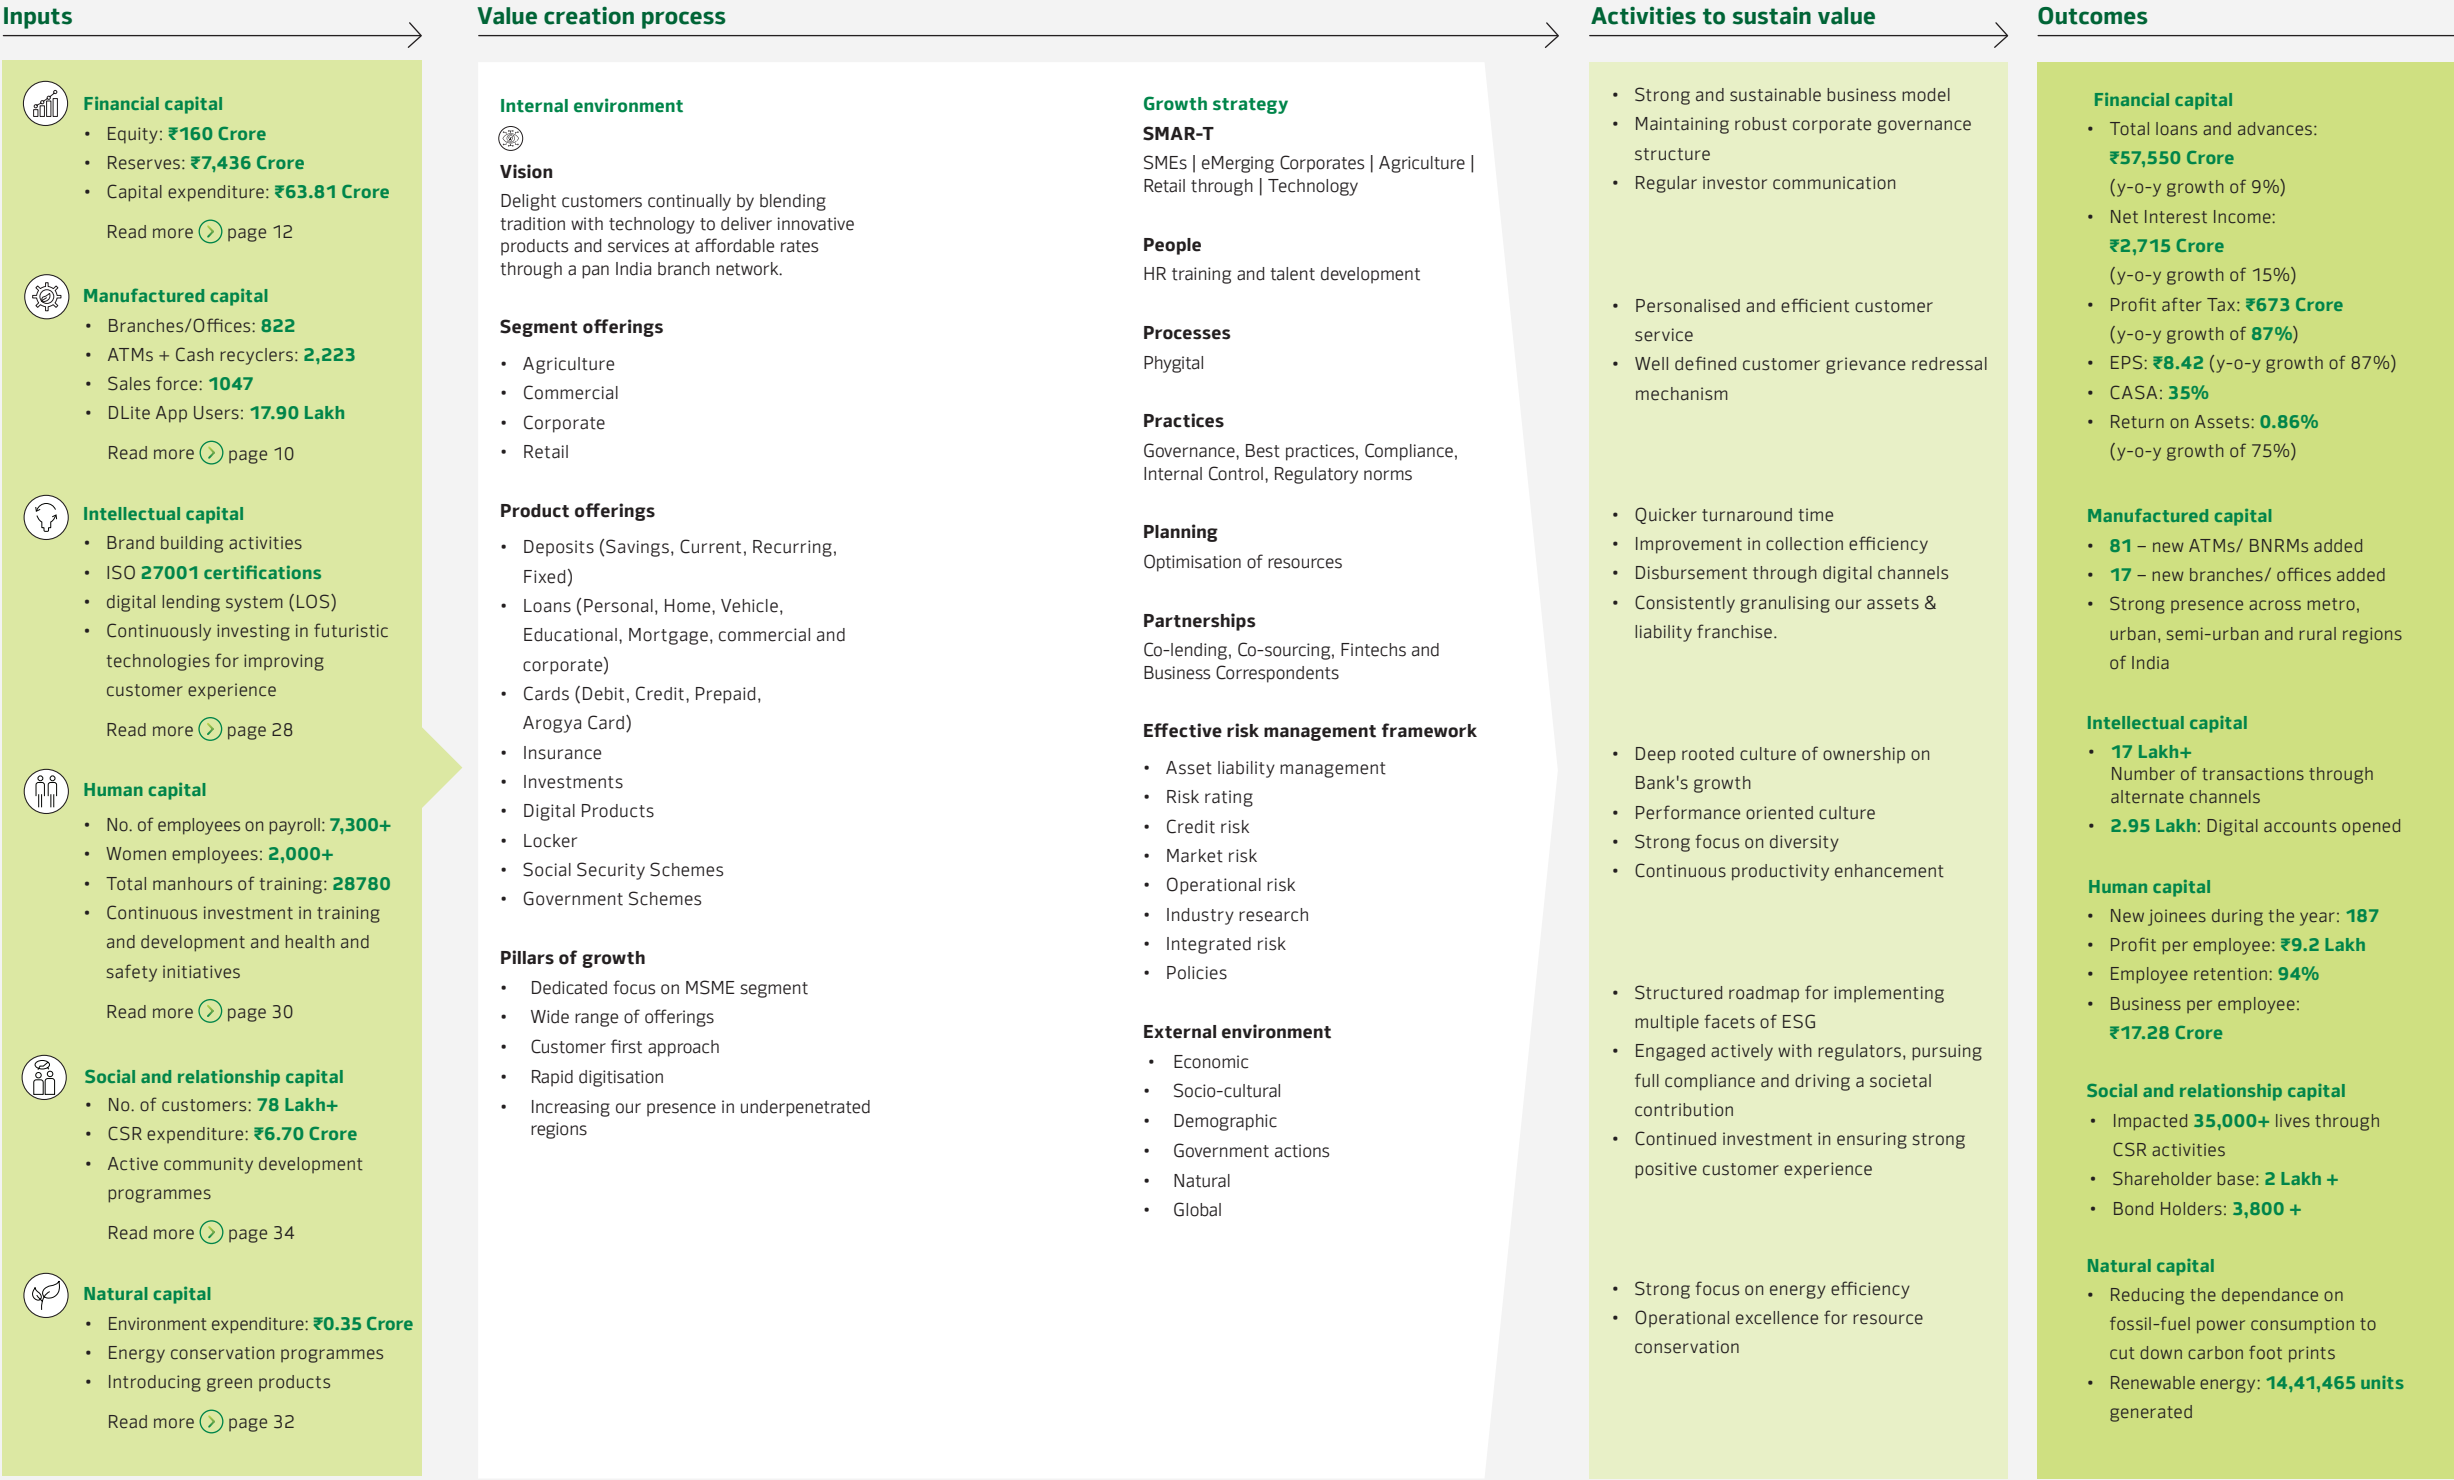 Inputs
Financial capital
• Equity: ₹160 Crore
• Reserves: ₹7,436 Crore
• Capital expenditure: ₹63.81 Crore
Read more page 12
Manufactured capital
• Branches/Offices: 822
• ATMs + Cash recyclers: 2,223
• Sales force: 1047
• DLite App Users: 17.90 Lakh
Read more page 10
Intellectual capital
• Brand building activities
• ISO 27001 certifications
• digital lending system (LOS)
• Continuously investing in futuristic
technologies for improving
customer experience
Read more page 28
Human capital
• No. of employees on payroll: 7,300+
• Women employees: 2,000+
• Total manhours of training: 28780
• Continuous investment in training
and development and health and
safety initiatives
Read more page 30
Social and relationship capital
• No. of customers: 78 Lakh+
• CSR expenditure: ₹6.70 Crore
• Active community development
programmes
Read more page 34
Natural capital
• Environment expenditure: ₹0.35 Crore
• Energy conservation programmes
• Introducing green products
Read more page 32
Value creation process
Internal environment
Vision
Delight customers continually by blending
tradition with technology to deliver innovative
products and services at affordable rates
through a pan India branch network.
Segment offerings
• Agriculture
• Commercial
• Corporate
• Retail
Product offerings
• Deposits (Savings, Current, Recurring,
Fixed)
• Loans (Personal, Home, Vehicle,
Educational, Mortgage, commercial and
corporate)
• Cards (Debit, Credit, Prepaid,
Arogya Card)
• Insurance
• Investments
• Digital Products
• Locker
• Social Security Schemes
• Government Schemes
Pillars of growth
• Dedicated focus on MSME segment
• Wide range of offerings
• Customer first approach
• Rapid digitisation
• Increasing our presence in underpenetrated
regions
Growth strategy
SMAR-T
SMEs | eMerging Corporates | Agriculture |
Retail through | Technology
People
HR training and talent development
Processes
Phygital
Practices
Governance, Best practices, Compliance,
Internal Control, Regulatory norms
Planning
Optimisation of resources
Partnerships
Co-lending, Co-sourcing, Fintechs and
Business Correspondents
Effective risk management framework
• Asset liability management
• Risk rating
• Credit risk
• Market risk
• Operational risk
• Industry research
• Integrated risk
• Policies
External environment
• Economic
• Socio-cultural
• Demographic
• Government actions
• Natural
• Global
Activities to sustain value
• Strong and sustainable business model
• Maintaining robust corporate governance
structure
• Regular investor communication
• Personalised and efficient customer
service
• Well defined customer grievance redressal
mechanism
• Quicker turnaround time
• Improvement in collection efficiency
• Disbursement through digital channels
• Consistently granulising our assets &
liability franchise.
• Deep rooted culture of ownership on
Bank's growth
• Performance oriented culture
• Strong focus on diversity
• Continuous productivity enhancement
• Structured roadmap for implementing
multiple facets of ESG
• Engaged actively with regulators, pursuing
full compliance and driving a societal
contribution
• Continued investment in ensuring strong
positive customer experience
• Strong focus on energy efficiency
• Operational excellence for resource
conservation
Outcomes
Financial capital
• Total loans and advances:
₹57,550 Crore
(y-o-y growth of 9%)
• Net Interest Income:
₹2,715 Crore
(y-o-y growth of 15%)
• Profit after Tax: ₹673 Crore
(y-o-y growth of 87%)
• EPS: ₹8.42 (y-o-y growth of 87%)
• CASA: 35%
• Return on Assets: 0.86%
(y-o-y growth of 75%)
Manufactured capital
• 81 – new ATMs/ BNRMs added
• 17 – new branches/ offices added
• Strong presence across metro,
urban, semi-urban and rural regions
of India
Intellectual capital
• 17 Lakh+
Number of transactions through
alternate channels
• 2.95 Lakh: Digital accounts opened
Human capital
• New joinees during the year: 187
• Profit per employee: ₹9.2 Lakh
• Employee retention: 94%
• Business per employee:
₹17.28 Crore
Social and relationship capital
• Impacted 35,000+ lives through
CSR activities
• Shareholder base: 2 Lakh +
• Bond Holders: 3,800 +
Natural capital
• Reducing the dependance on
fossil-fuel power consumption to
cut down carbon foot prints
• Renewable energy: 14,41,465 units
generated